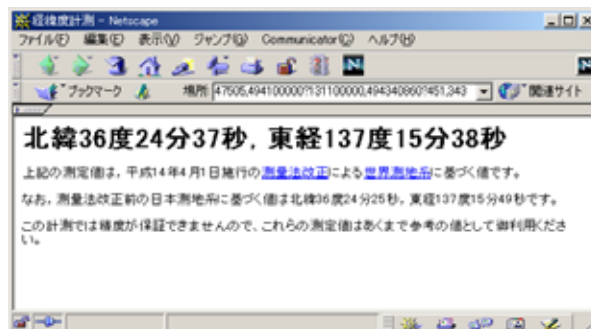 経緯度計測 - Netscape
ファイル(F) 編集(E) 表示(V) ジャンプ(G) Communicator(C) ヘルプ(H)
ブックマーク 場所 47505,494100000?131100000,494340860?451,343 関連サイト
北緯36度24分37秒，東経137度15分38秒
上記の測定値は，平成14年4月1日施行の測量法改正による世界測地系に基づく値です。
なお，測量法改正前の日本測地系に基づく値は北緯36度24分25秒，東経137度15分49秒です。
この計測では精度が保証できませんので、これらの測定値はあくまで参考の値として御利用くださ
い。